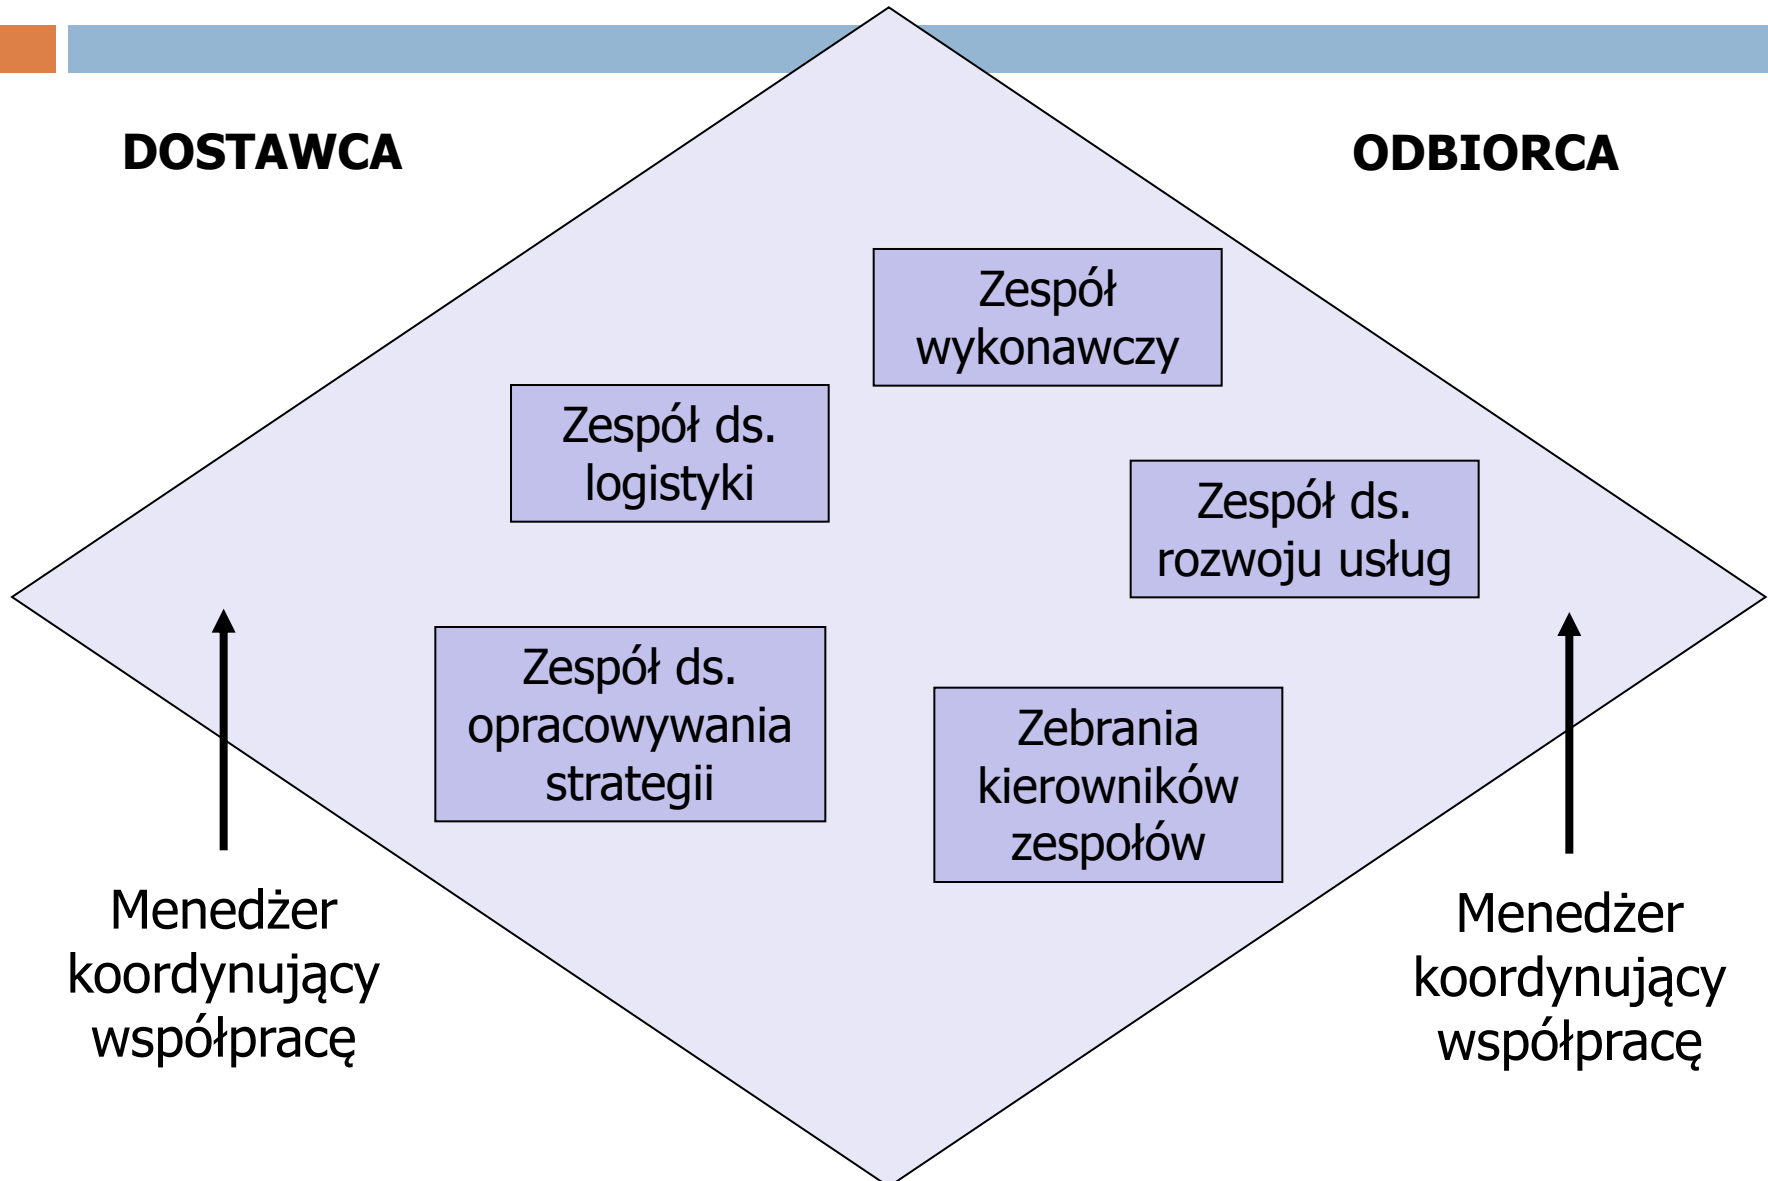 DOSTAWCA
ODBIORCA
Zespół
wykonawczy
Zespół ds.
logistyki
Zespół ds.
rozwoju usług
Zespół ds.
opracowywania
strategii
Zebrania
kierowników
zespołów
Menedżer
koordynujący
współpracę
Menedżer
koordynujący
współpracę